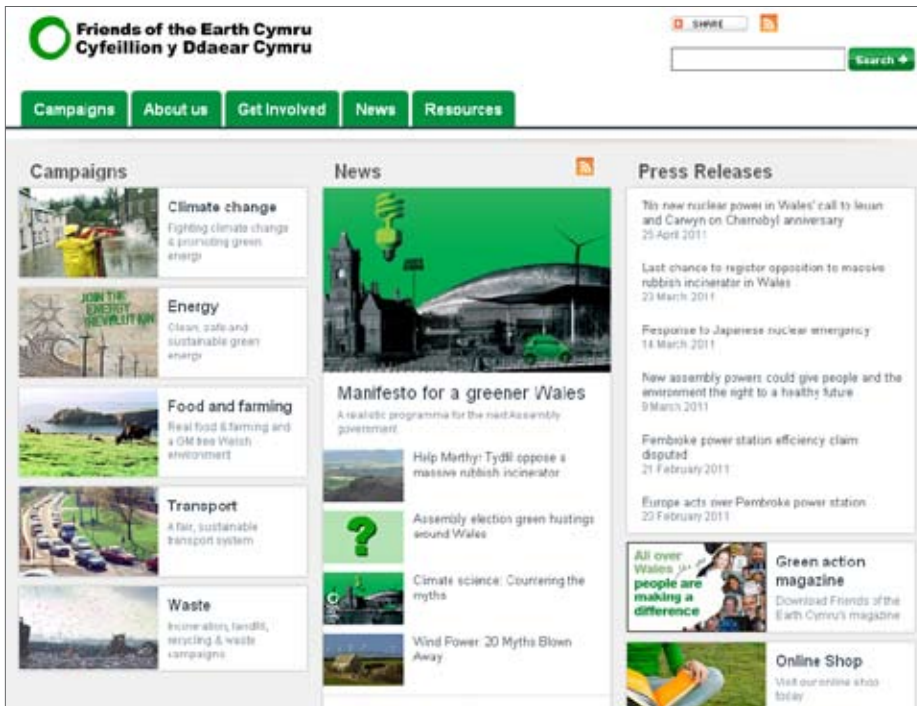 Friends of the Earth Cymru
Cyfeillion y Ddaear Cymru
SHARE
Search
Campaigns
About us
Get Involved
News
Resources
Campaigns
Climate change
Fighting climate change
& promoting green
energy
JOIN THE
ENERGY
REVOLUTION
Energy
Clean, safe and
sustainable green
energy
Food and farming
Real food & farming and
a GM free Welsh
environment
Transport
A fair, sustainable
transport system
Waste
Incineration, landfill,
recycling & waste
campaigns
News
Manifesto for a greener Wales
A realistic programme for the next Assembly
government
Help Merthyr Tydfil oppose a
massive rubbish incinerator
?
Assembly election green hustings
around Wales
Climate science: Countering the
myths
Wind Power: 20 Myths Blown
Away
Press Releases
'No new nuclear power in Wales' call to Ieuan
and Carwyn on Chernobyl anniversary
25 April 2011
Last chance to register opposition to massive
rubbish incinerator in Wales
23 March 2011
Response to Japanese nuclear emergency
14 March 2011
New assembly powers could give people and the
environment the right to a healthy future
9 March 2011
Pembroke power station efficiency claim
disputed
21 February 2011
Europe acts over Pembroke power station
20 February 2011
All over
Wales
people are
making a
difference
Green action
magazine
Download Friends of the
Earth Cymru's magazine
Online Shop
Visit our online shop
today